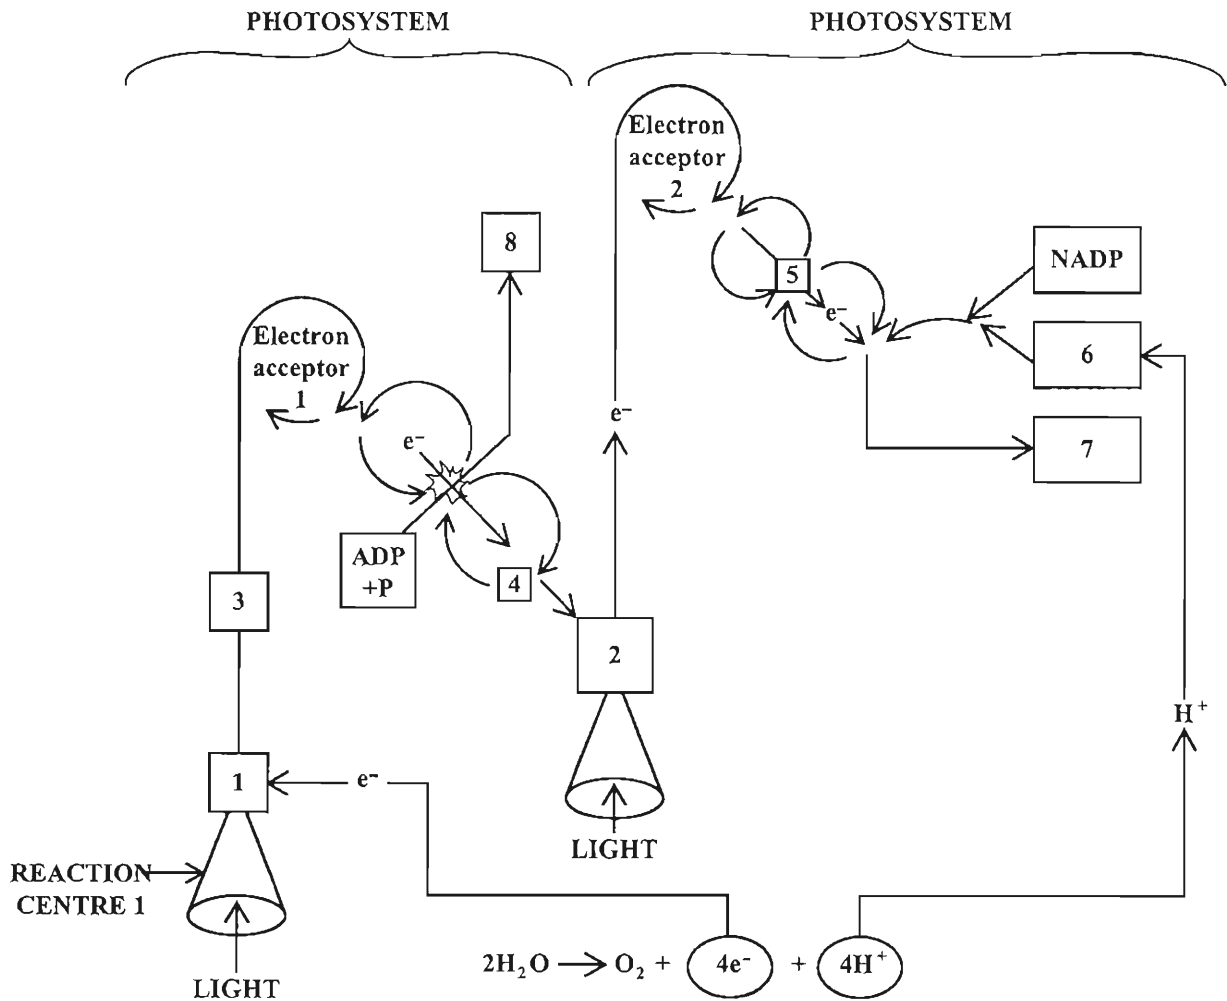 PHOTOSYSTEM
PHOTOSYSTEM
Electron
acceptor
2
8
NADP
5
e⁻
Electron
acceptor
1
6
7
e⁻
e⁻
ADP
+P
4
3
2
H⁺
1
e⁻
LIGHT
REACTION
CENTRE 1
2H₂O → O₂ + 4e⁻ + 4H⁺
LIGHT